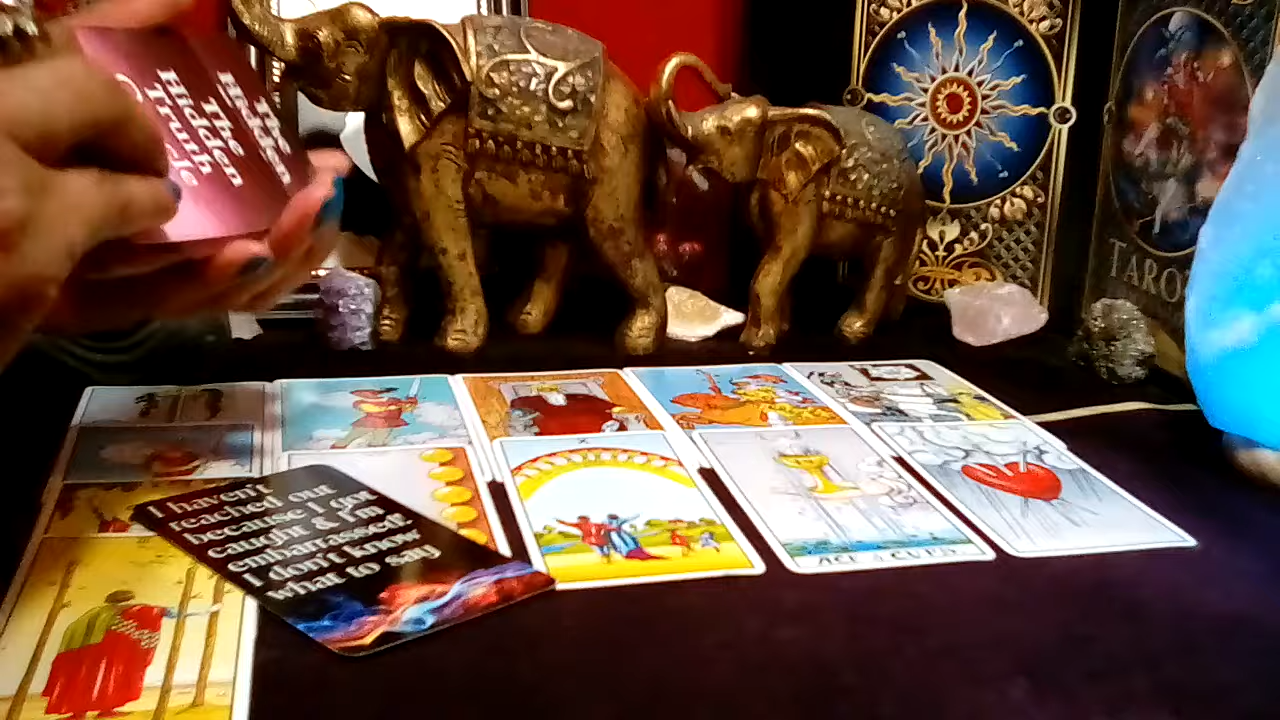 The
Hidden
Truth
I haven't
reached out
because I got
caught & I'm
embarrassed.
I don't know
what to say
TAROT
ACE of CUPS.
X